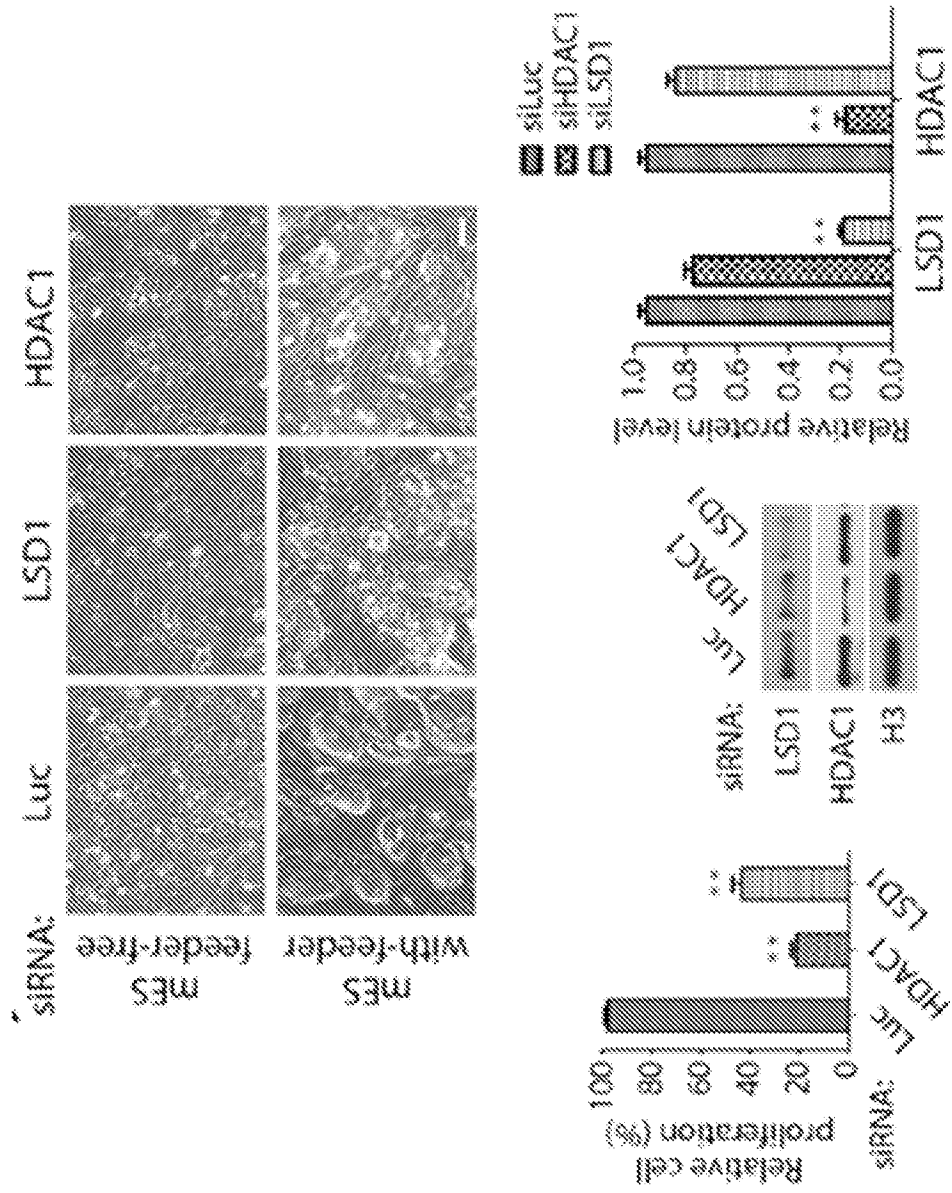 siRNA: Luc LSD1 HDAC1
mES
feeder-free
mES
with-feeder
Relative cell
proliferation (%)
100
80
60
40
20
0
**
**
siRNA: Luc HDAC1 LSD1
siRNA: Luc HDAC1 LSD1
LSD1
HDAC1
H3
Relative protein level
1.0
0.8
0.6
0.4
0.2
0.0
**
**
LSD1 HDAC1
siLuc
siHDAC1
siLSD1